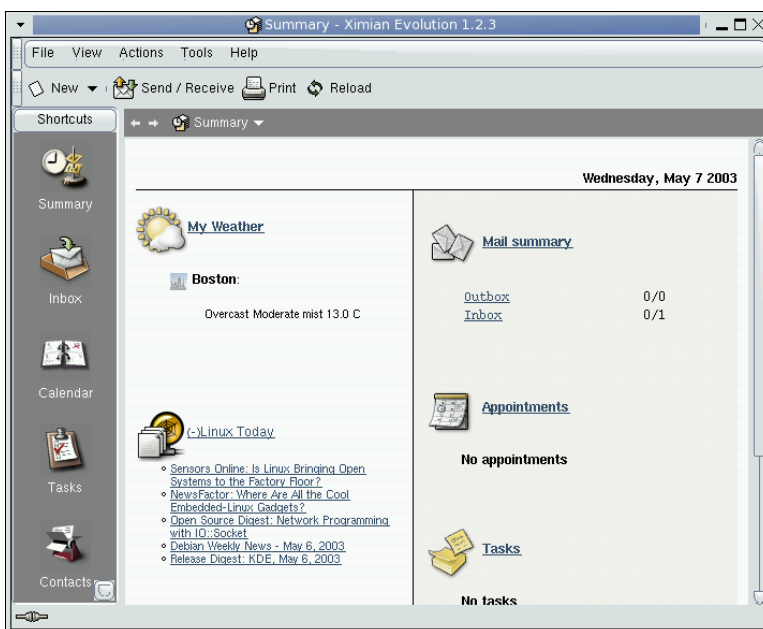 Summary - Ximian Evolution 1.2.3
File View Actions Tools Help
New Send / Receive Print Reload
Shortcuts
Summary
Summary
Inbox
Calendar
Tasks
Contacts
Wednesday, May 7 2003
My Weather
Boston:
Overcast Moderate mist 13.0 C
(-)Linux Today
Sensors Online: Is Linux Bringing Open
Systems to the Factory Floor?
NewsFactor: Where Are All the Cool
Embedded-Linux Gadgets?
Open Source Digest: Network Programming
with IO::Socket
Debian Weekly News - May 6, 2003
Release Digest: KDE, May 6, 2003
Mail summary
Outbox 0/0
Inbox 0/1
Appointments
No appointments
Tasks
No tasks